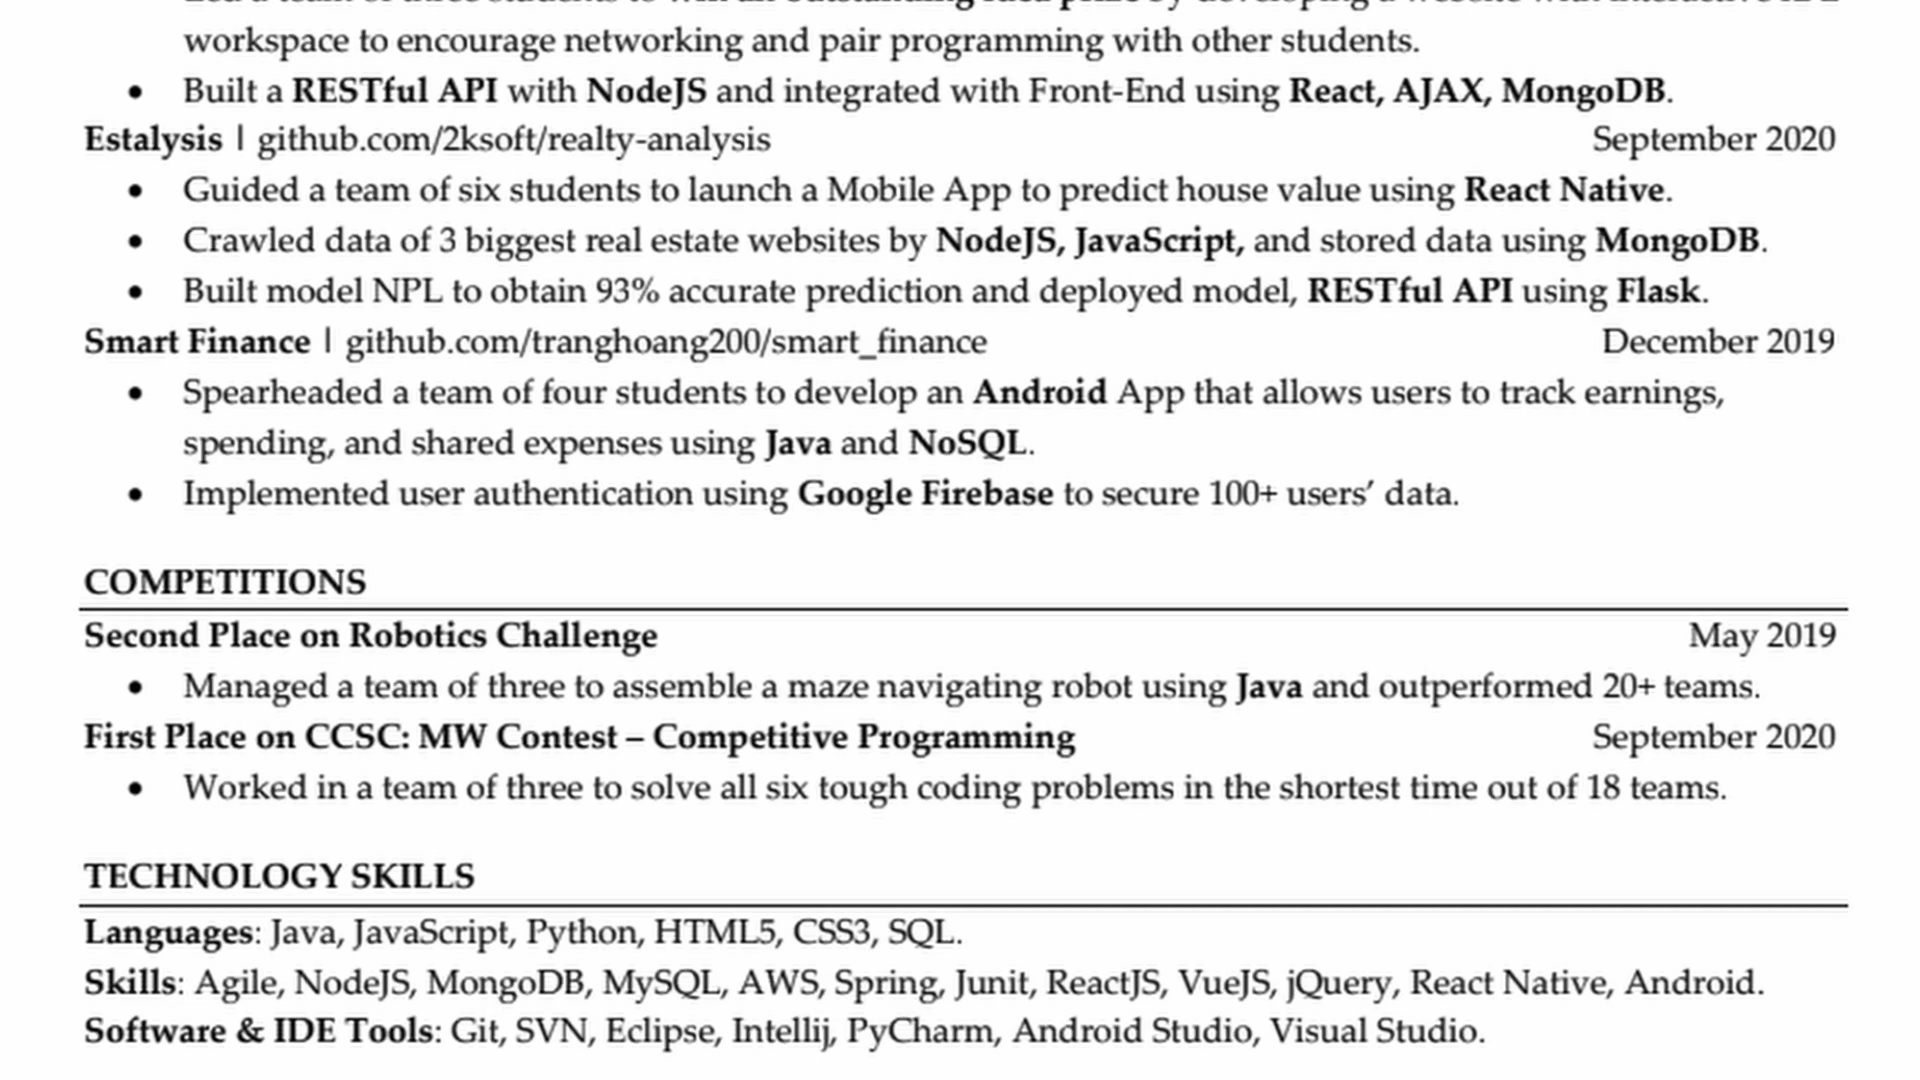 workspace to encourage networking and pair programming with other students.
• Built a RESTful API with NodeJS and integrated with Front-End using React, AJAX, MongoDB.
Estalysis | github.com/2ksoft/realty-analysis September 2020
• Guided a team of six students to launch a Mobile App to predict house value using React Native.
• Crawled data of 3 biggest real estate websites by NodeJS, JavaScript, and stored data using MongoDB.
• Built model NPL to obtain 93% accurate prediction and deployed model, RESTful API using Flask.
Smart Finance | github.com/tranghoang200/smart_finance December 2019
• Spearheaded a team of four students to develop an Android App that allows users to track earnings,
spending, and shared expenses using Java and NoSQL.
• Implemented user authentication using Google Firebase to secure 100+ users’ data.
COMPETITIONS
Second Place on Robotics Challenge May 2019
• Managed a team of three to assemble a maze navigating robot using Java and outperformed 20+ teams.
First Place on CCSC: MW Contest – Competitive Programming September 2020
• Worked in a team of three to solve all six tough coding problems in the shortest time out of 18 teams.
TECHNOLOGY SKILLS
Languages: Java, JavaScript, Python, HTML5, CSS3, SQL.
Skills: Agile, NodeJS, MongoDB, MySQL, AWS, Spring, Junit, ReactJS, VueJS, jQuery, React Native, Android.
Software & IDE Tools: Git, SVN, Eclipse, Intellij, PyCharm, Android Studio, Visual Studio.